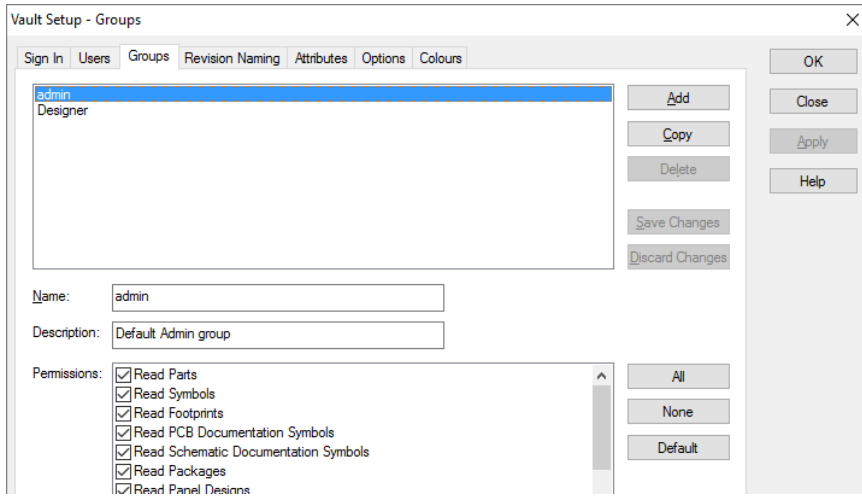 Vault Setup - Groups
Sign In Users Groups Revision Naming Attributes Options Colours
OK
Close
Apply
Help
admin
Designer
Add
Copy
Delete
Save Changes
Discard Changes
Name: admin
Description: Default Admin group
Permissions:
Read Parts
Read Symbols
Read Footprints
Read PCB Documentation Symbols
Read Schematic Documentation Symbols
Read Packages
Read Panel Designs
All
None
Default